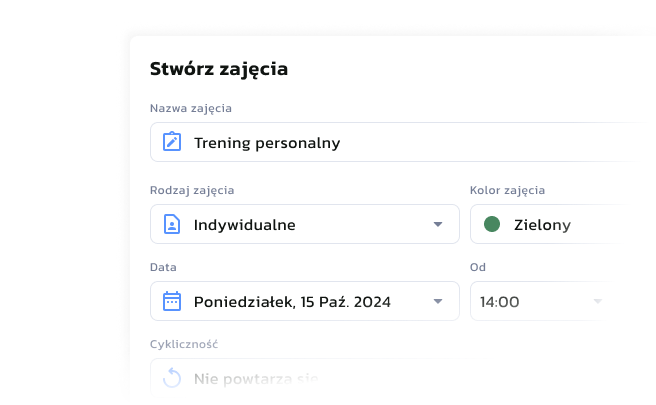 Stwórz zajęcia
Nazwa zajęcia
Trening personalny
Rodzaj zajęcia
Kolor zajęcia
Indywidualne
Zielony
Data
Od
Poniedziałek, 15 Paź. 2024
14:00
Cykliczność
Nie powtarza się